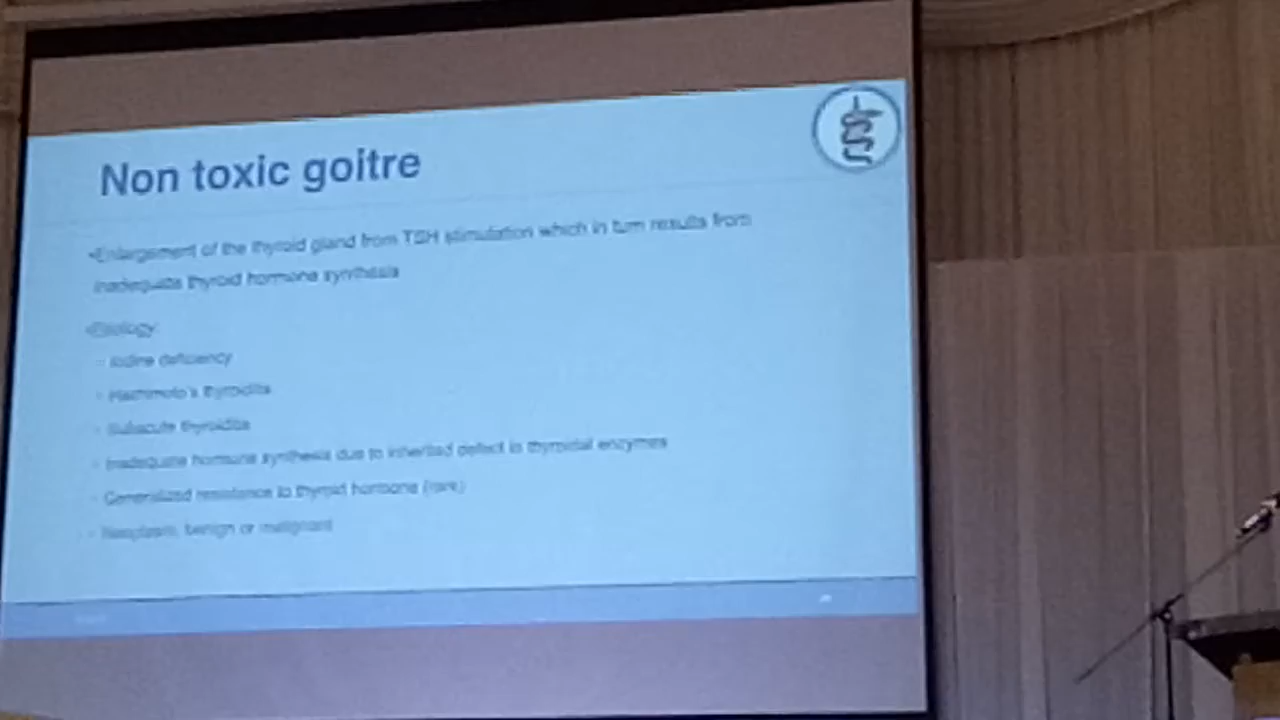 Non toxic goitre
•Enlargement of the thyroid gland from TSH stimulation which in turn results from
inadequate thyroid hormone synthesis
•Etiology:
- Iodine deficiency
- Hashimoto's thyroiditis
- Subacute thyroiditis
- Inadequate hormone synthesis due to inherited defect in thyroidal enzymes
- Generalized resistance to thyroid hormone (rare)
- Neoplasm, benign or malignant